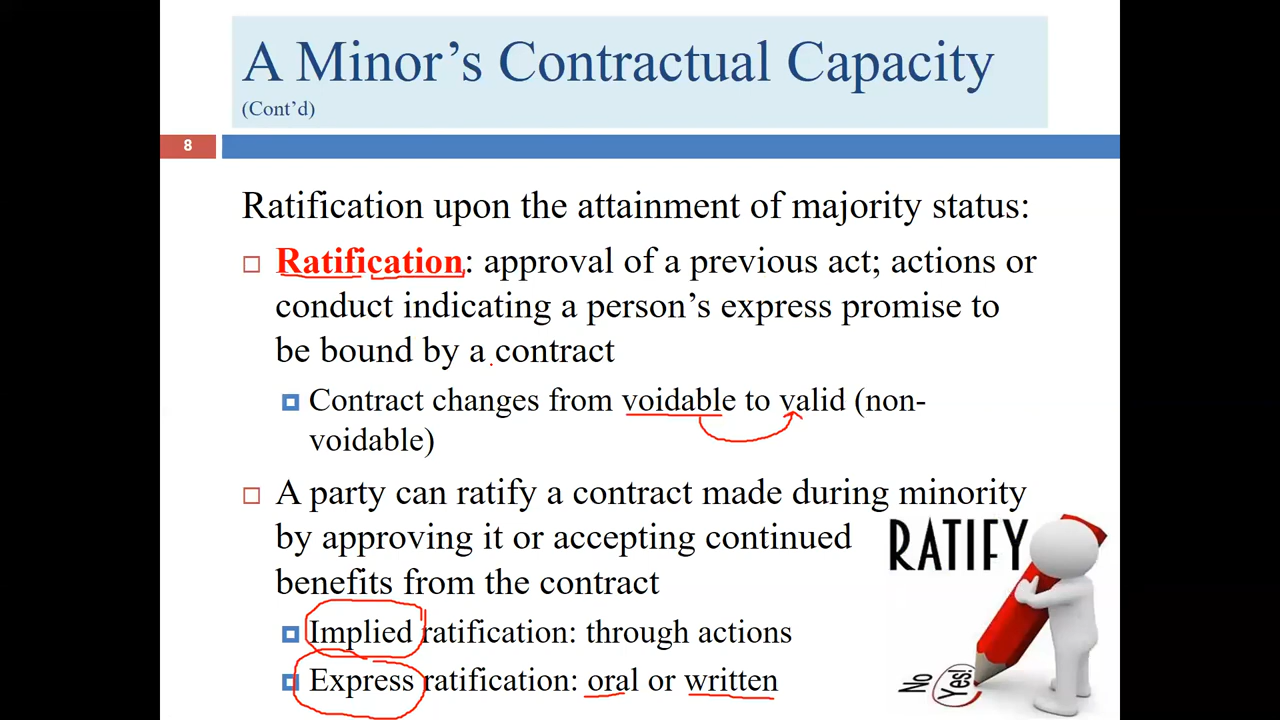 A Minor's Contractual Capacity
(Cont'd)
8
Ratification upon the attainment of majority status:
Ratification: approval of a previous act; actions or
conduct indicating a person's express promise to
be bound by a contract
Contract changes from voidable to valid (non-
voidable)
A party can ratify a contract made during minority
by approving it or accepting continued
benefits from the contract
RATIFY
Implied ratification: through actions
Express ratification: oral or written
No
Yes!